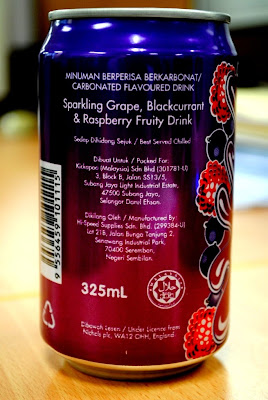 MINUMAN BERPERISA BERKARBONAT/
CARBONATED FLAVOURED DRINK
Sparkling Grape, Blackcurrant
& Raspberry Fruity Drink
Sedap Dihidang Sejuk / Best Served Chilled
Dibuat Untuk / Packed For:
Kickapoo (Malaysia) Sdn Bhd (301781-U)
3, Block B, Jalan SS13/5,
Subang Jaya Light Industrial Estate,
47500 Subang Jaya,
Selangor Darul Ehsan.
Dikilang Oleh / Manufactured By:
Hi-Speed Supplies Sdn. Bhd. (299384-U)
Lot 21B, Jalan Bunga Tanjung 2,
Senawang Industrial Park,
70400 Seremban,
Negeri Sembilan.
325mL
Dibawah Lesen / Under Licence from
Nichols plc, WA12 OHH, England.
9 555459 101115